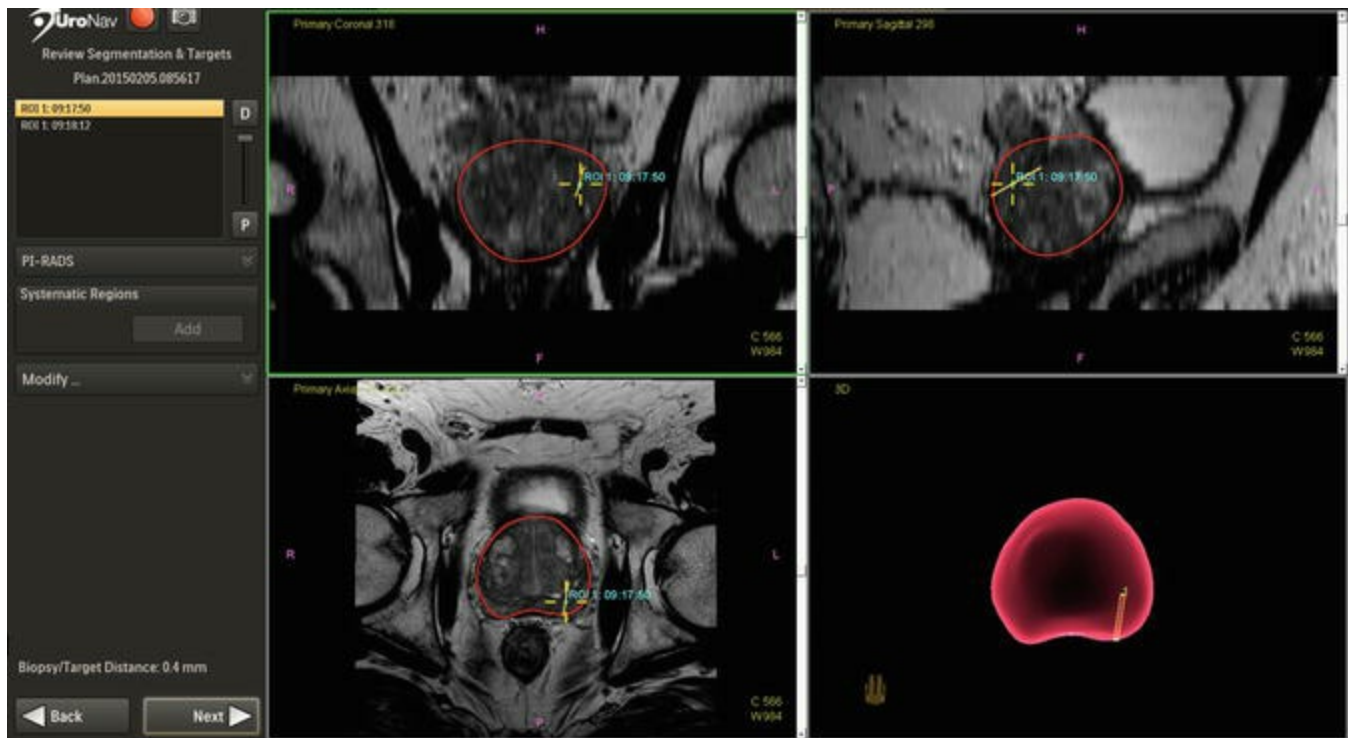 UroNav
Review Segmentation & Targets
Plan.20150205.085617
ROI 1: 09:17:50
ROI 1: 09:18:12
D
P
PI-RADS
Systematic Regions
Add
Modify ...
Biopsy/Target Distance: 0.4 mm
Back
Next
Primary Coronal 318
H
R
ROI 1: 09:17:50
L
C 566
W984
F
Primary Sagittal 298
H
P
ROI 1: 09:17:50
C 566
W984
F
Primary
R
L
ROI 1: 09:17:50
C 566
W984
P
3D